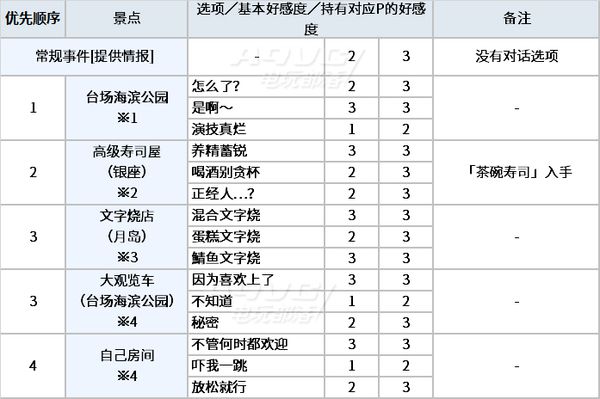 优先顺序 景点 选项／基本好感度／持有对应P的好感度 备注
常规事件[提供情报] - 2 3 没有对话选项
1 台场海滨公园 ※1 怎么了？ 2 3 -
是啊～ 3 3
演技真烂 1 2
2 高级寿司屋（银座） ※2 养精蓄锐 3 3 「茶碗寿司」入手
喝酒别贪杯 2 3
正经人…？ 2 3
3 文字烧店（月岛） ※3 混合文字烧 3 3 -
蛋糕文字烧 2 3
鲭鱼文字烧 3 3
3 大观览车（台场海滨公园） ※4 因为喜欢上了 3 3 -
不知道 1 2
秘密 2 3
4 自己房间 ※4 不管何时都欢迎 3 3 -
吓我一跳 1 2
放松就行 2 3
AQVC
电玩部落
AQVC
电玩部落